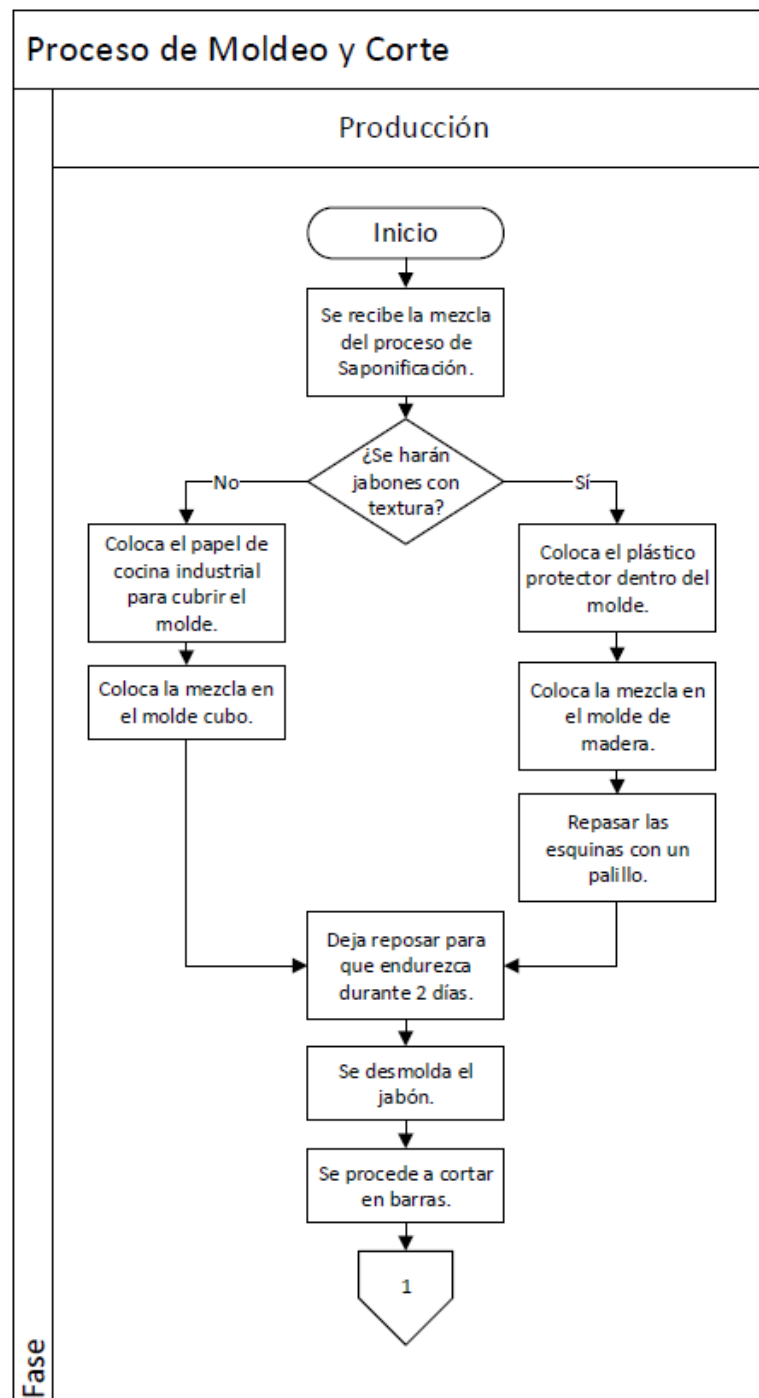 Proceso de Moldeo y Corte
Producción
Inicio
Se recibe la mezcla
del proceso de
Saponificación.
¿Se harán
jabones con
textura?
No
Sí
Coloca el papel de
cocina industrial
para cubrir el
molde.
Coloca la mezcla en
el molde cubo.
Coloca el plástico
protector dentro del
molde.
Coloca la mezcla en
el molde de
madera.
Repasar las
esquinas con un
palillo.
Deja reposar para
que endurezca
durante 2 días.
Se desmolda el
jabón.
Se procede a cortar
en barras.
1
Fase